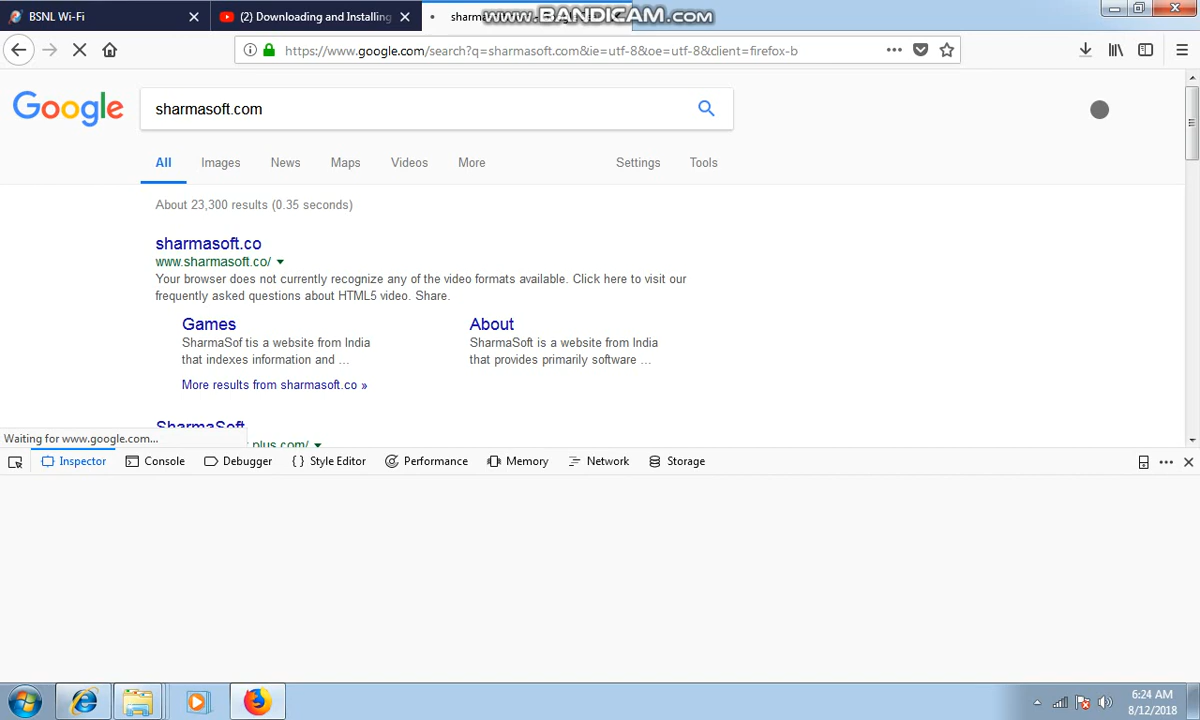 BSNL Wi-Fi
(2) Downloading and Installing
sharma
WWW.BANDICAM.COM
https://www.google.com/search?q=sharmasoft.com&ie=utf-8&oe=utf-8&client=firefox-b
Google
sharmasoft.com
All Images News Maps Videos More Settings Tools
About 23,300 results (0.35 seconds)
sharmasoft.co
www.sharmasoft.co/
Your browser does not currently recognize any of the video formats available. Click here to visit our
frequently asked questions about HTML5 video. Share.
Games
SharmaSof tis a website from India
that indexes information and ...
About
SharmaSoft is a website from India
that provides primarily software ...
More results from sharmasoft.co »
SharmaSoft
plus.com/
Waiting for www.google.com...
Inspector Console Debugger {} Style Editor Performance Memory Network Storage
6:24 AM
8/12/2018